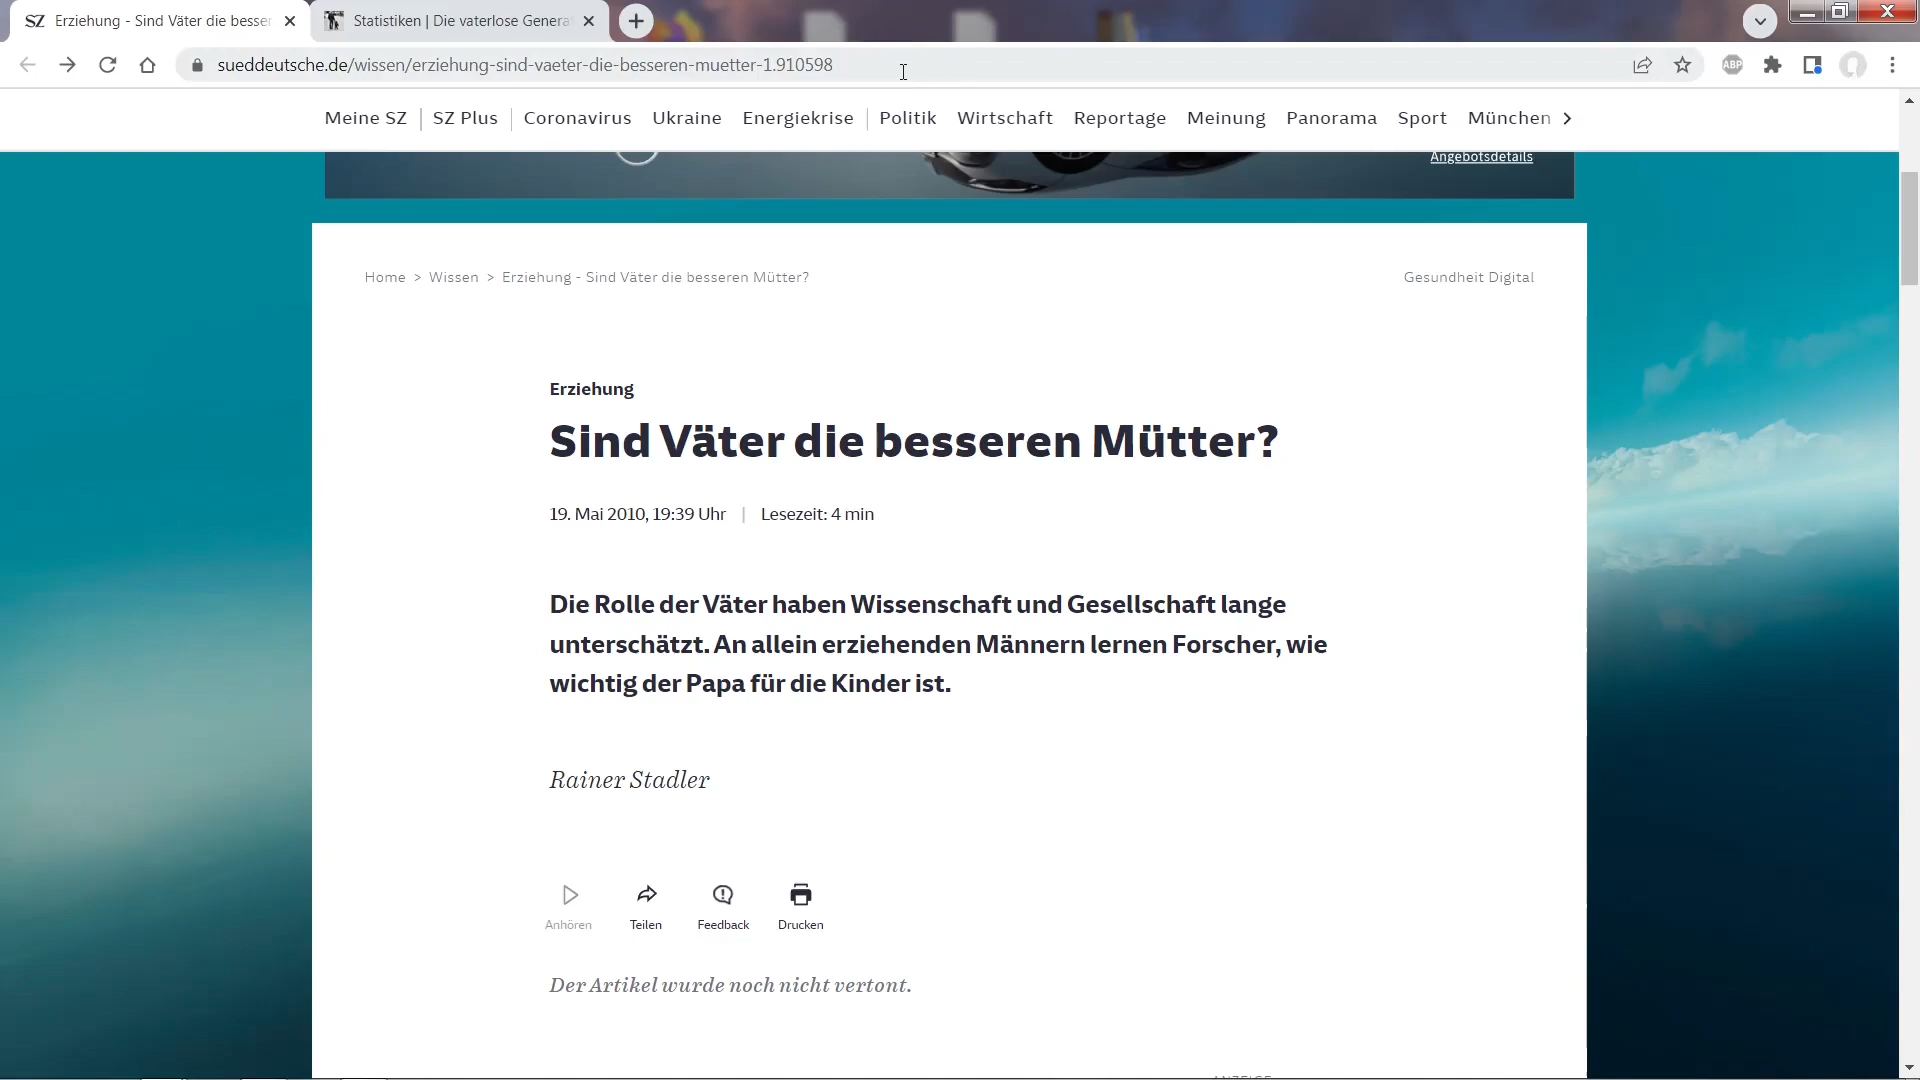 SZ Erziehung - Sind Väter die besser
Statistiken | Die vaterlose Genera
sueddeutsche.de/wissen/erziehung-sind-vaeter-die-besseren-muetter-1.910598
ABP
Meine SZ | SZ Plus | Coronavirus Ukraine Energiekrise | Politik Wirtschaft Reportage Meinung Panorama Sport München
Angebotsdetails
Home > Wissen > Erziehung - Sind Väter die besseren Mütter?
Gesundheit Digital
Erziehung
Sind Väter die besseren Mütter?
19. Mai 2010, 19:39 Uhr | Lesezeit: 4 min
Die Rolle der Väter haben Wissenschaft und Gesellschaft lange
unterschätzt. An allein erziehenden Männern lernen Forscher, wie
wichtig der Papa für die Kinder ist.
Rainer Stadler
Anhören Teilen Feedback Drucken
Der Artikel wurde noch nicht vertont.
ANZEIGE